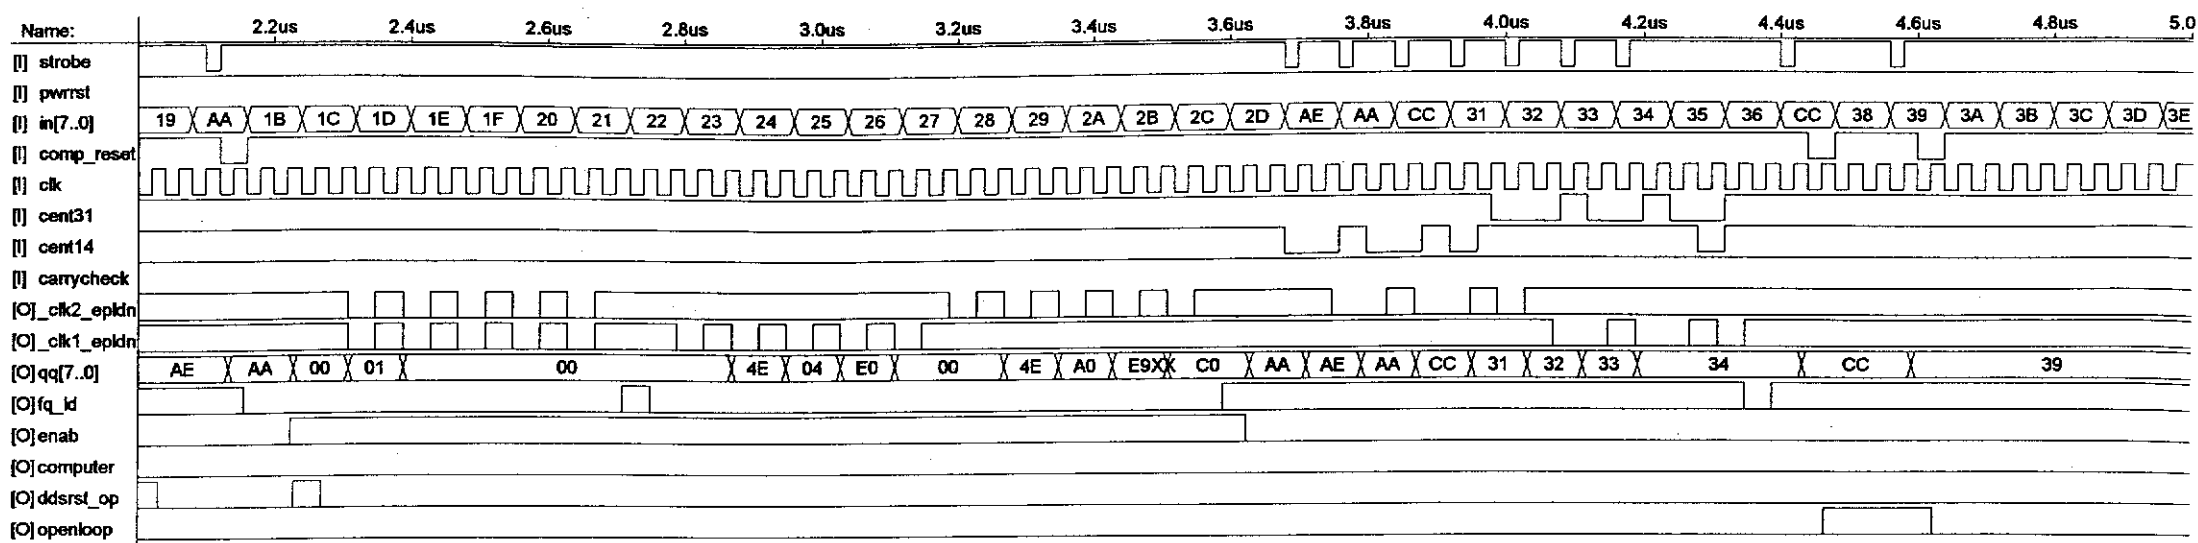 Name: 2.2us 2.4us 2.6us 2.8us 3.0us 3.2us 3.4us 3.6us 3.8us 4.0us 4.2us 4.4us 4.6us 4.8us 5.0
[I] strobe
[I] pwrrst
[I] in[7..0] 19 AA 1B 1C 1D 1E 1F 20 21 22 23 24 25 26 27 28 29 2A 2B 2C 2D AE AA CC 31 32 33 34 35 36 CC 38 39 3A 3B 3C 3D 3E
[I] comp_reset
[I] clk
[I] cent31
[I] cent14
[I] carrycheck
[O]_clk2_epldn
[O]_clk1_epldn
[O]qq[7..0] AE AA 00 01 00 4E 04 E0 00 4E A0 E9XX C0 AA AE AA CC 31 32 33 34 CC 39
[O]fq_id
[O]enab
[O]computer
[O]ddsrst_op
[O]openloop